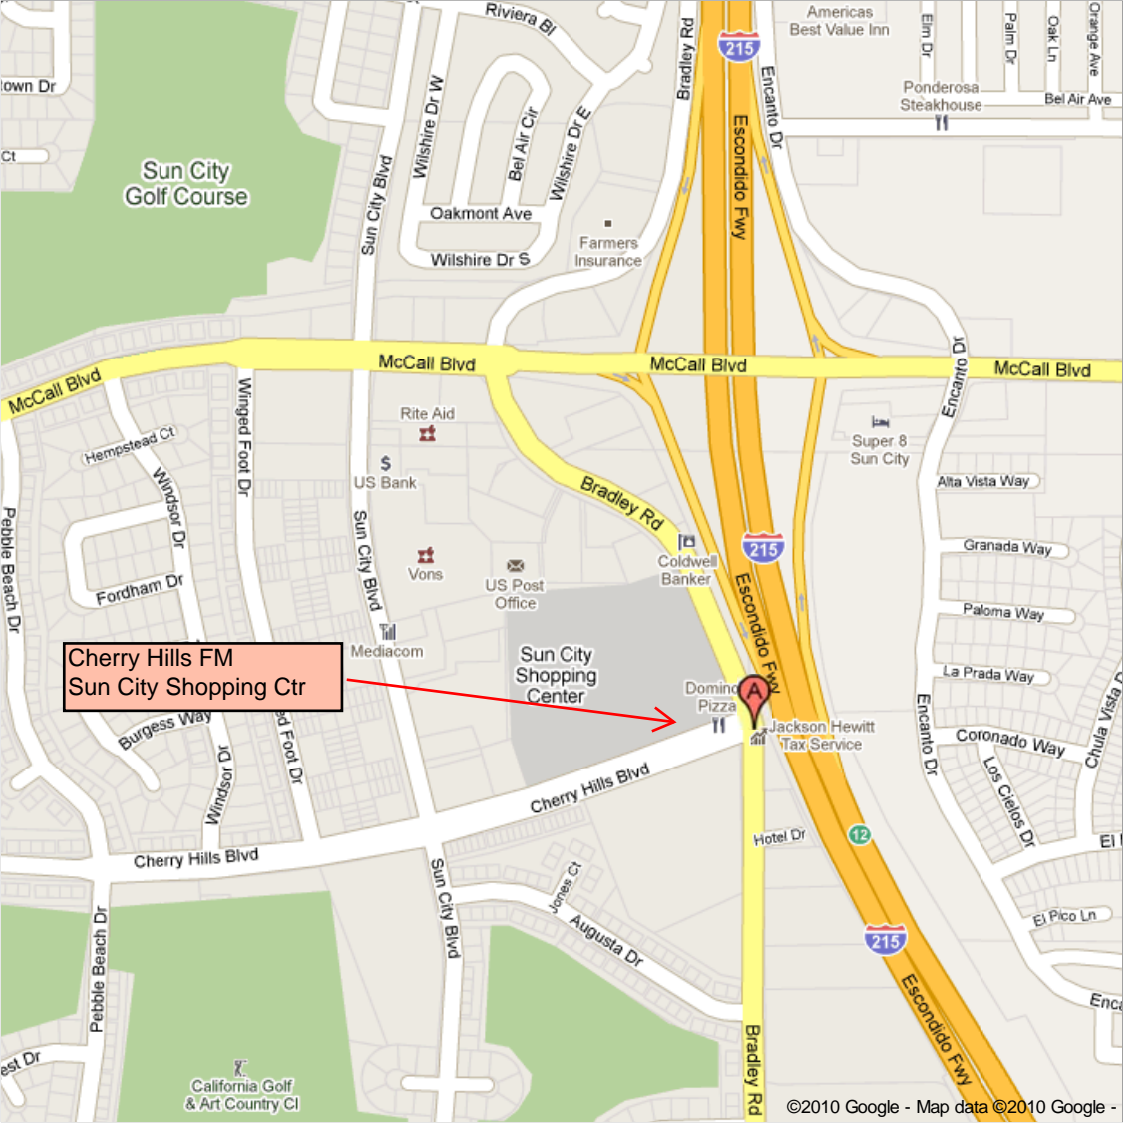 Riviera Bl
Bradley Rd
215
Encanto Dr
Americas
Best Value Inn
Elm Dr
Palm Dr
Oak Ln
Orange Ave
town Dr
Ponderosa
Steakhouse
Bel Air Ave
Ct
Sun City
Golf Course
Sun City Blvd
Wilshire Dr W
Bel Air Cir
Wilshire Dr E
Escondido Fwy
Oakmont Ave
Wilshire Dr S
Farmers
Insurance
McCall Blvd
McCall Blvd
McCall Blvd
McCall Blvd
Encanto Dr
Rite Aid
US Bank
Winged Foot Dr
Hempstead Ct
Windsor Dr
Super 8
Sun City
Alta Vista Way
Bradley Rd
Pebble Beach Dr
Sun City Blvd
Vons
US Post
Office
Coldwell
Banker
215
Granada Way
Fordham Dr
Paloma Way
Escondido Fwy
Mediacom
Cherry Hills FM
Sun City Shopping Ctr
Sun City
Shopping
Center
Domino
Pizza
A
La Prada Way
Burgess Way
ed Foot Dr
Windsor Dr
Jackson Hewitt
Tax Service
Encanto Dr
Coronado Way
Chula Vista D
Los Cielos Dr
Cherry Hills Blvd
Hotel Dr
12
El
Cherry Hills Blvd
Sun City Blvd
Jones Ct
Augusta Dr
215
El Pico Ln
Pebble Beach Dr
Escondido Fwy
Enca
est Dr
California Golf
& Art Country Cl
Bradley Rd
©2010 Google - Map data ©2010 Google -